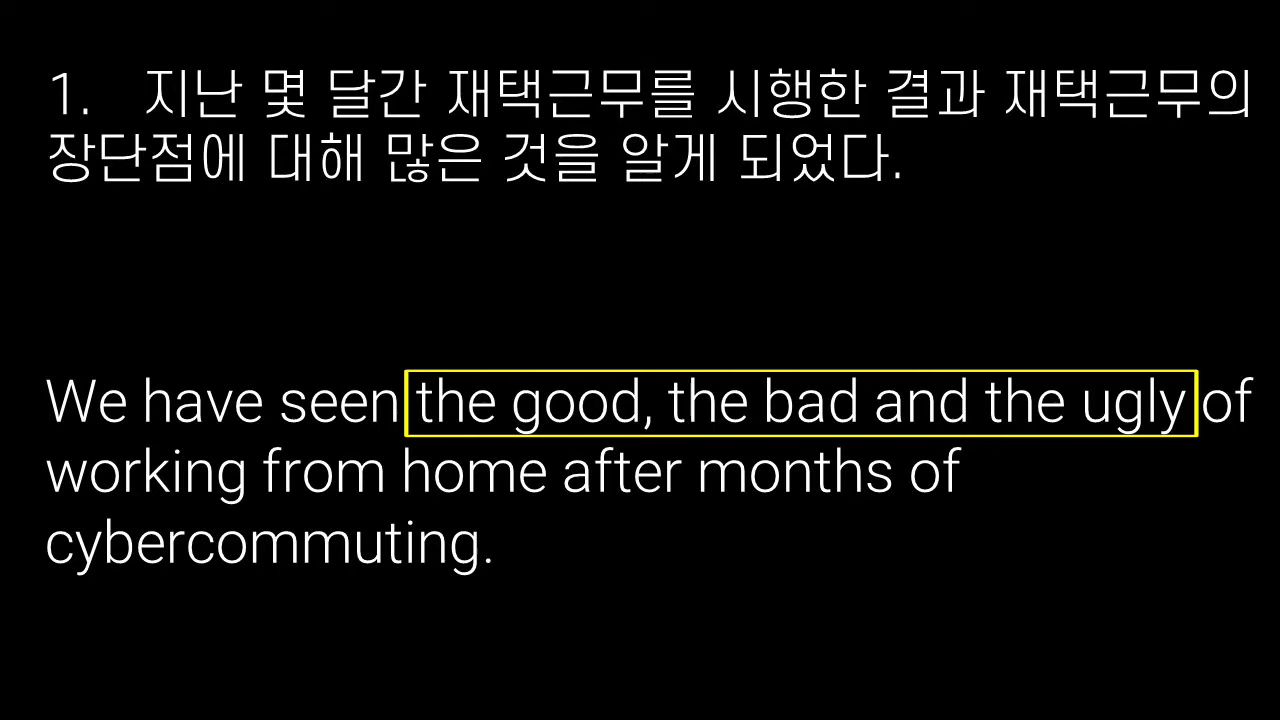 1. 지난 몇 달간 재택근무를 시행한 결과 재택근무의
장단점에 대해 많은 것을 알게 되었다.
We have seen the good, the bad and the ugly of
working from home after months of
cybercommuting.